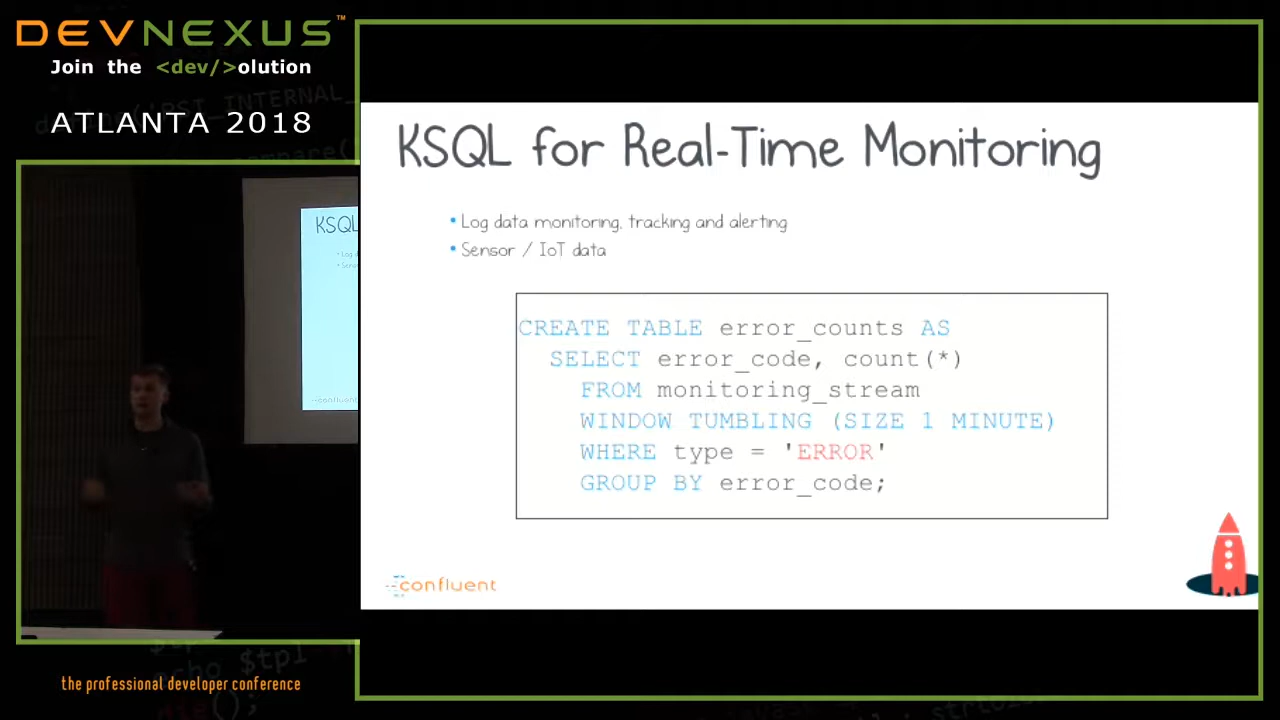 DEVNEXUS™
Join the <dev/>olution
ATLANTA 2018
KSQL for Real-Time Monitoring
• Log data monitoring, tracking and alerting
• Sensor / IoT data
CREATE TABLE error_counts AS
SELECT error_code, count(*)
FROM monitoring_stream
WINDOW TUMBLING (SIZE 1 MINUTE)
WHERE type = 'ERROR'
GROUP BY error_code;
confluent
KSQL
the professional developer conference